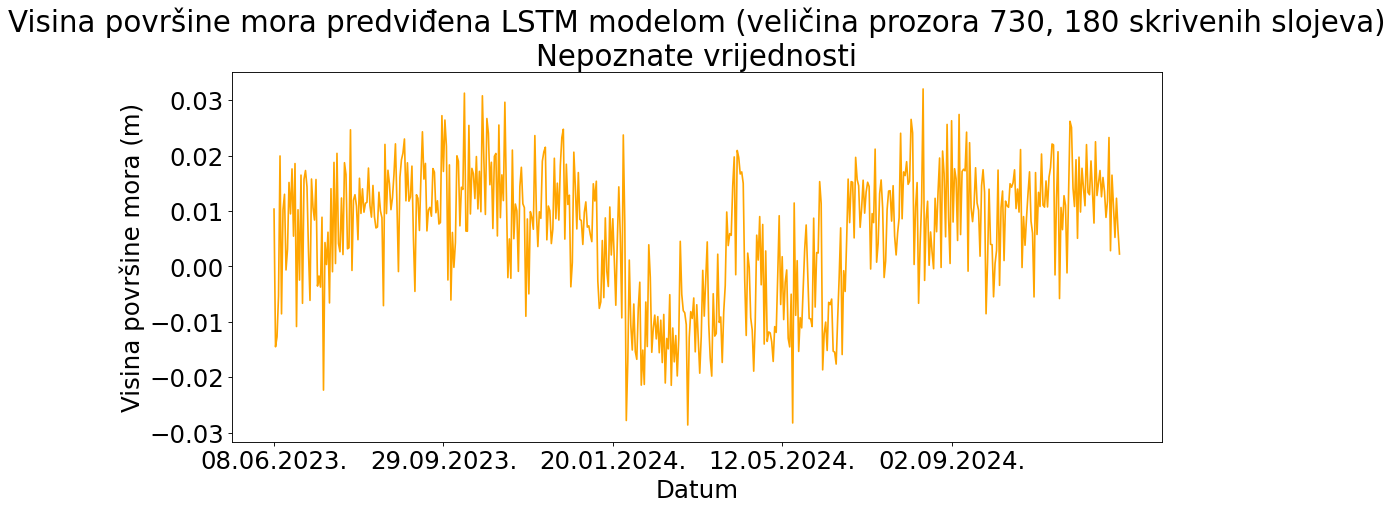 Visina površine mora predviđena LSTM modelom (veličina prozora 730, 180 skrivenih slojeva)
Nepoznate vrijednosti
Visina površine mora (m)
0.03
0.02
0.01
0.00
−0.01
−0.02
−0.03
08.06.2023. 29.09.2023. 20.01.2024. 12.05.2024. 02.09.2024.
Datum